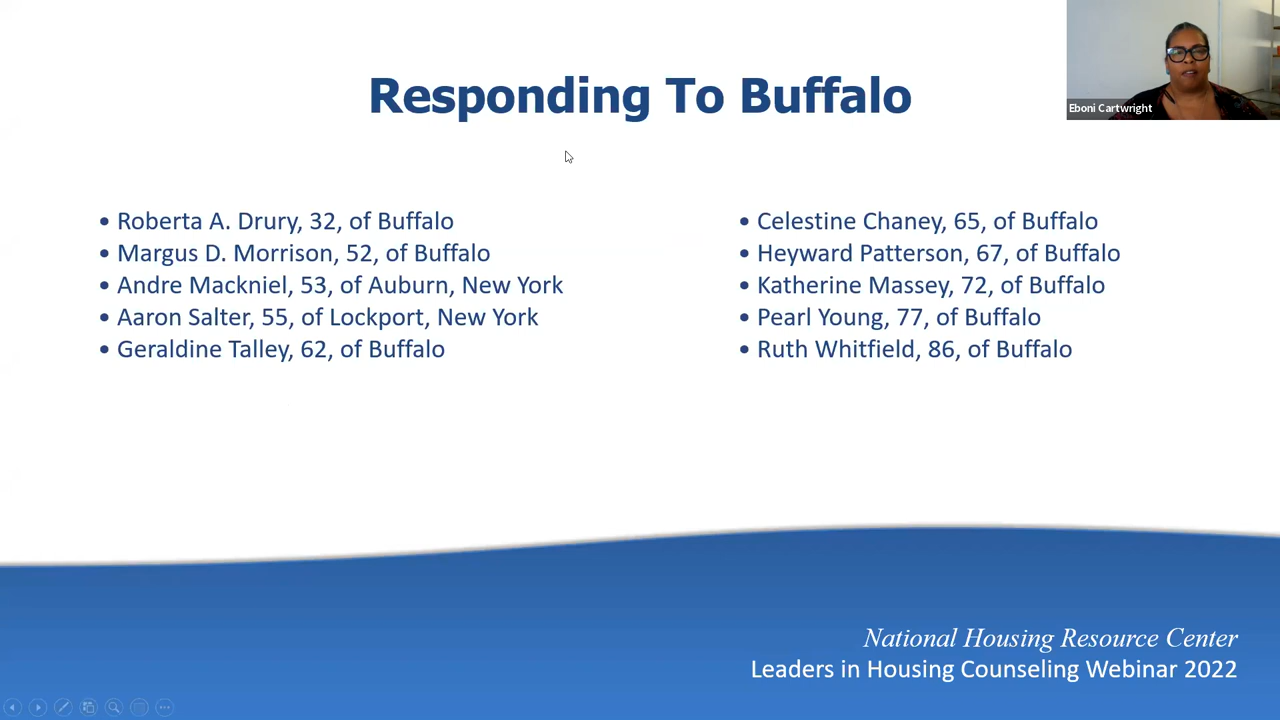 Responding To Buffalo
Eboni Cartwright
• Roberta A. Drury, 32, of Buffalo
• Margus D. Morrison, 52, of Buffalo
• Andre Mackniel, 53, of Auburn, New York
• Aaron Salter, 55, of Lockport, New York
• Geraldine Talley, 62, of Buffalo
• Celestine Chaney, 65, of Buffalo
• Heyward Patterson, 67, of Buffalo
• Katherine Massey, 72, of Buffalo
• Pearl Young, 77, of Buffalo
• Ruth Whitfield, 86, of Buffalo
National Housing Resource Center
Leaders in Housing Counseling Webinar 2022